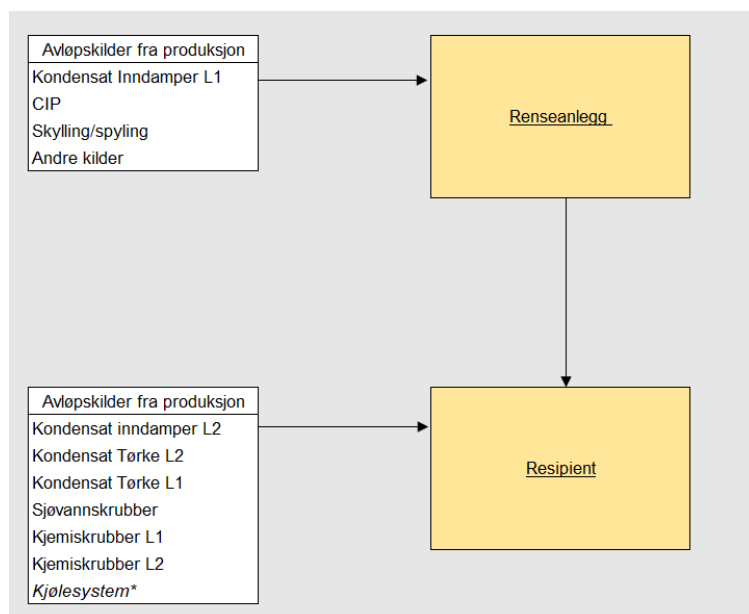 Avløpskilder fra produksjon
Kondensat Inndamper L1
CIP
Skylling/spyling
Andre kilder
Renseanlegg
Avløpskilder fra produksjon
Kondensat inndamper L2
Kondensat Tørke L2
Kondensat Tørke L1
Sjøvannskrubber
Kjemiskrubber L1
Kjemiskrubber L2
Kjølesystem*
Resipient